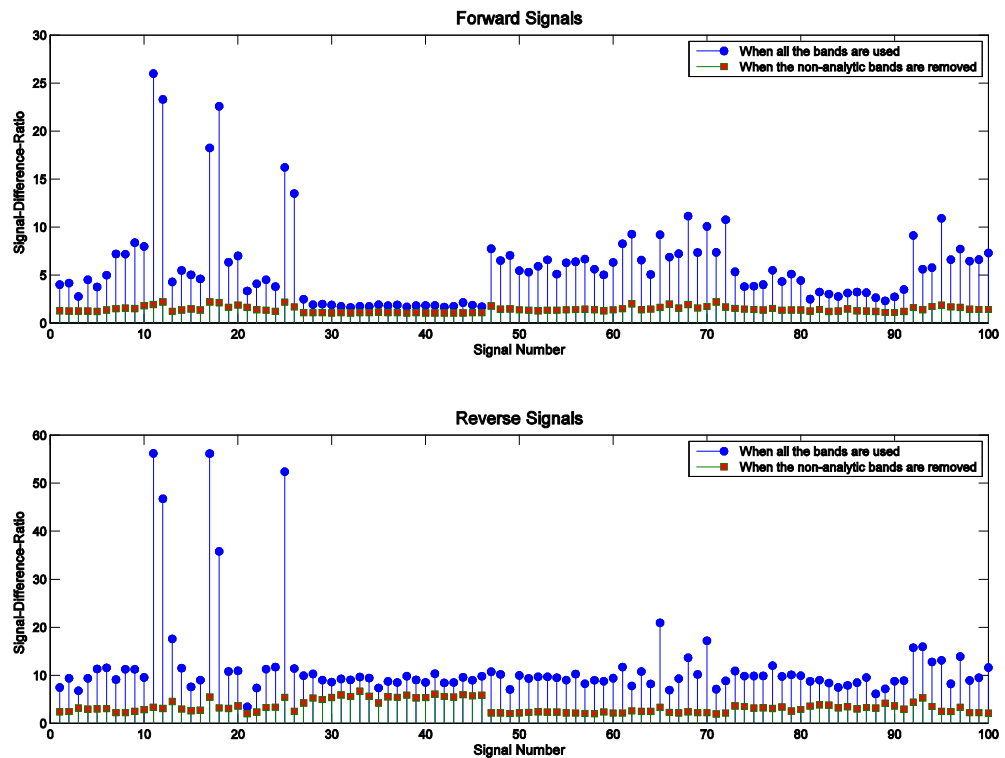 Forward Signals
30
25
20
15
10
5
0
Signal-Difference-Ratio
When all the bands are used
When the non-analytic bands are removed
0 10 20 30 40 50 60 70 80 90 100
Signal Number
Reverse Signals
60
50
40
30
20
10
0
Signal-Difference-Ratio
When all the bands are used
When the non-analytic bands are removed
0 10 20 30 40 50 60 70 80 90 100
Signal Number